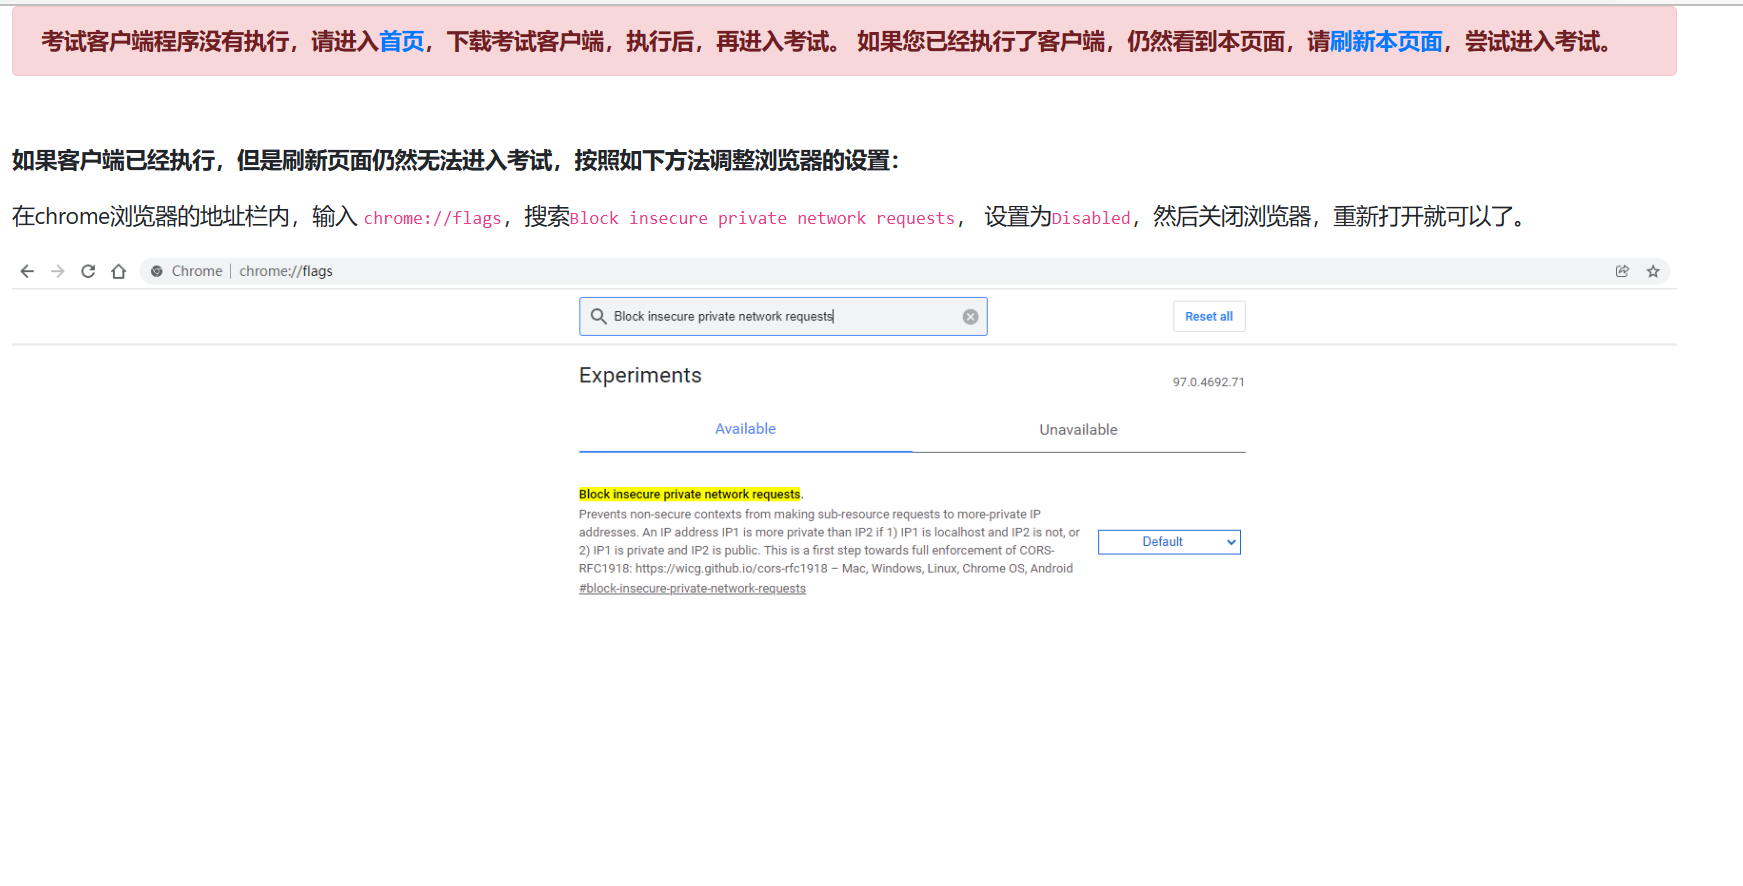 考试客户端程序没有执行，请进入首页，下载考试客户端，执行后，再进入考试。 如果您已经执行了客户端，仍然看到本页面，请刷新本页面，尝试进入考试。
如果客户端已经执行，但是刷新页面仍然无法进入考试，按照如下方法调整浏览器的设置：
在chrome浏览器的地址栏内，输入 chrome://flags，搜索Block insecure private network requests， 设置为Disabled，然后关闭浏览器，重新打开就可以了。
Chrome | chrome://flags
Block insecure private network requests
Reset all
Experiments
97.0.4692.71
Available
Unavailable
Block insecure private network requests.
Prevents non-secure contexts from making sub-resource requests to more-private IP
addresses. An IP address IP1 is more private than IP2 if 1) IP1 is localhost and IP2 is not, or
2) IP1 is private and IP2 is public. This is a first step towards full enforcement of CORS-
RFC1918: https://wicg.github.io/cors-rfc1918 – Mac, Windows, Linux, Chrome OS, Android
#block-insecure-private-network-requests
Default